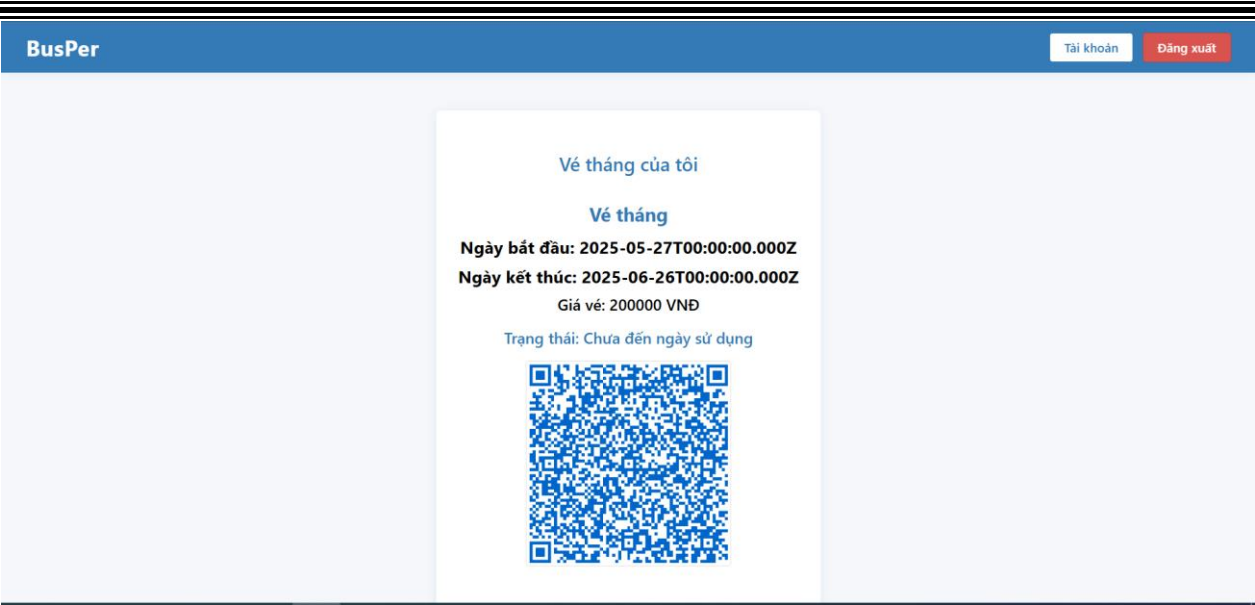 BusPer
Tài khoản
Đăng xuất
Vé tháng của tôi
Vé tháng
Ngày bắt đầu: 2025-05-27T00:00:00.000Z
Ngày kết thúc: 2025-06-26T00:00:00.000Z
Giá vé: 200000 VNĐ
Trạng thái: Chưa đến ngày sử dụng